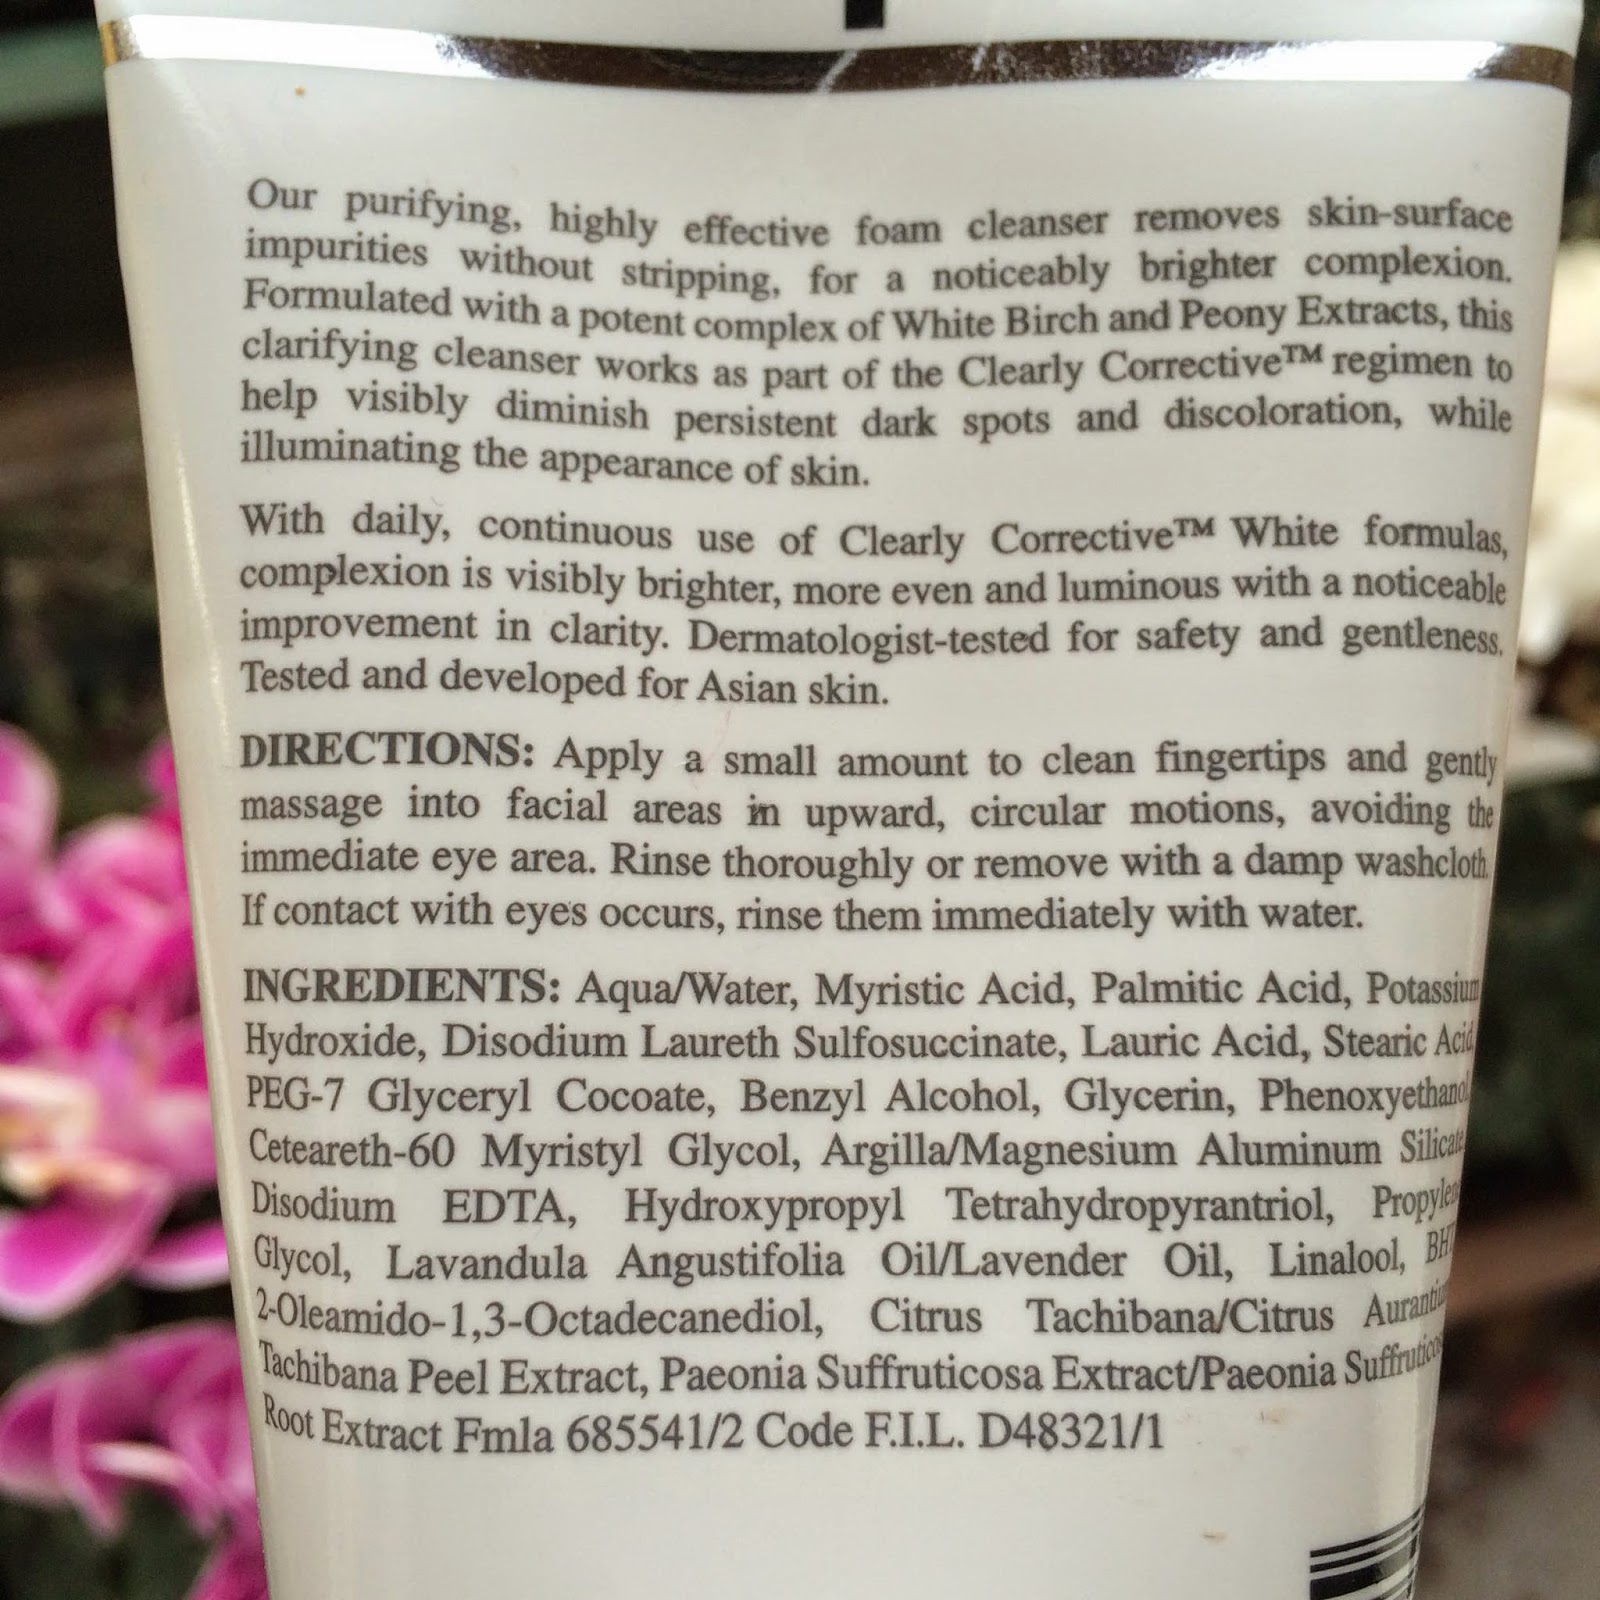 Our purifying, highly effective foam cleanser removes skin-surface
impurities without stripping, for a noticeably brighter complexion.
Formulated with a potent complex of White Birch and Peony Extracts, this
clarifying cleanser works as part of the Clearly Corrective™ regimen to
help visibly diminish persistent dark spots and discoloration, while
illuminating the appearance of skin.
With daily, continuous use of Clearly Corrective™ White formulas,
complexion is visibly brighter, more even and luminous with a noticeable
improvement in clarity. Dermatologist-tested for safety and gentleness.
Tested and developed for Asian skin.
DIRECTIONS: Apply a small amount to clean fingertips and gently
massage into facial areas in upward, circular motions, avoiding the
immediate eye area. Rinse thoroughly or remove with a damp washcloth.
If contact with eyes occurs, rinse them immediately with water.
INGREDIENTS: Aqua/Water, Myristic Acid, Palmitic Acid, Potassium
Hydroxide, Disodium Laureth Sulfosuccinate, Lauric Acid, Stearic Acid,
PEG-7 Glyceryl Cocoate, Benzyl Alcohol, Glycerin, Phenoxyethanol,
Ceteareth-60 Myristyl Glycol, Argilla/Magnesium Aluminum Silicate,
Disodium EDTA, Hydroxypropyl Tetrahydropyrantriol, Propylene
Glycol, Lavandula Angustifolia Oil/Lavender Oil, Linalool, BHT,
2-Oleamido-1,3-Octadecanediol, Citrus Tachibana/Citrus Aurantium
Tachibana Peel Extract, Paeonia Suffruticosa Extract/Paeonia Suffruticosa
Root Extract Fmla 685541/2 Code F.I.L. D48321/1